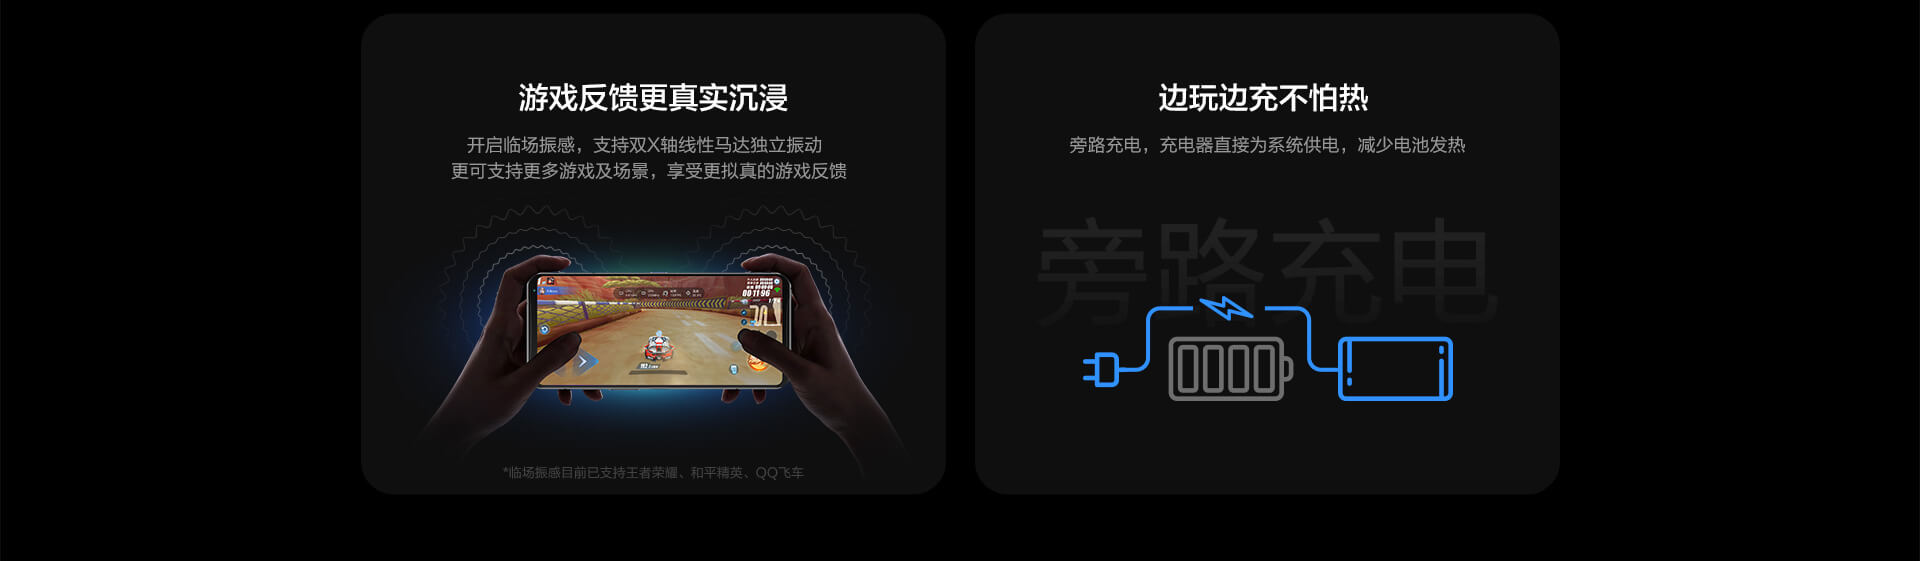 游戏反馈更真实沉浸
开启临场振感，支持双X轴线性马达独立振动
更可支持更多游戏及场景，享受更拟真的游戏反馈
*临场振感目前已支持王者荣耀、和平精英、QQ飞车
边玩边充不怕热
旁路充电，充电器直接为系统供电，减少电池发热
旁路充电